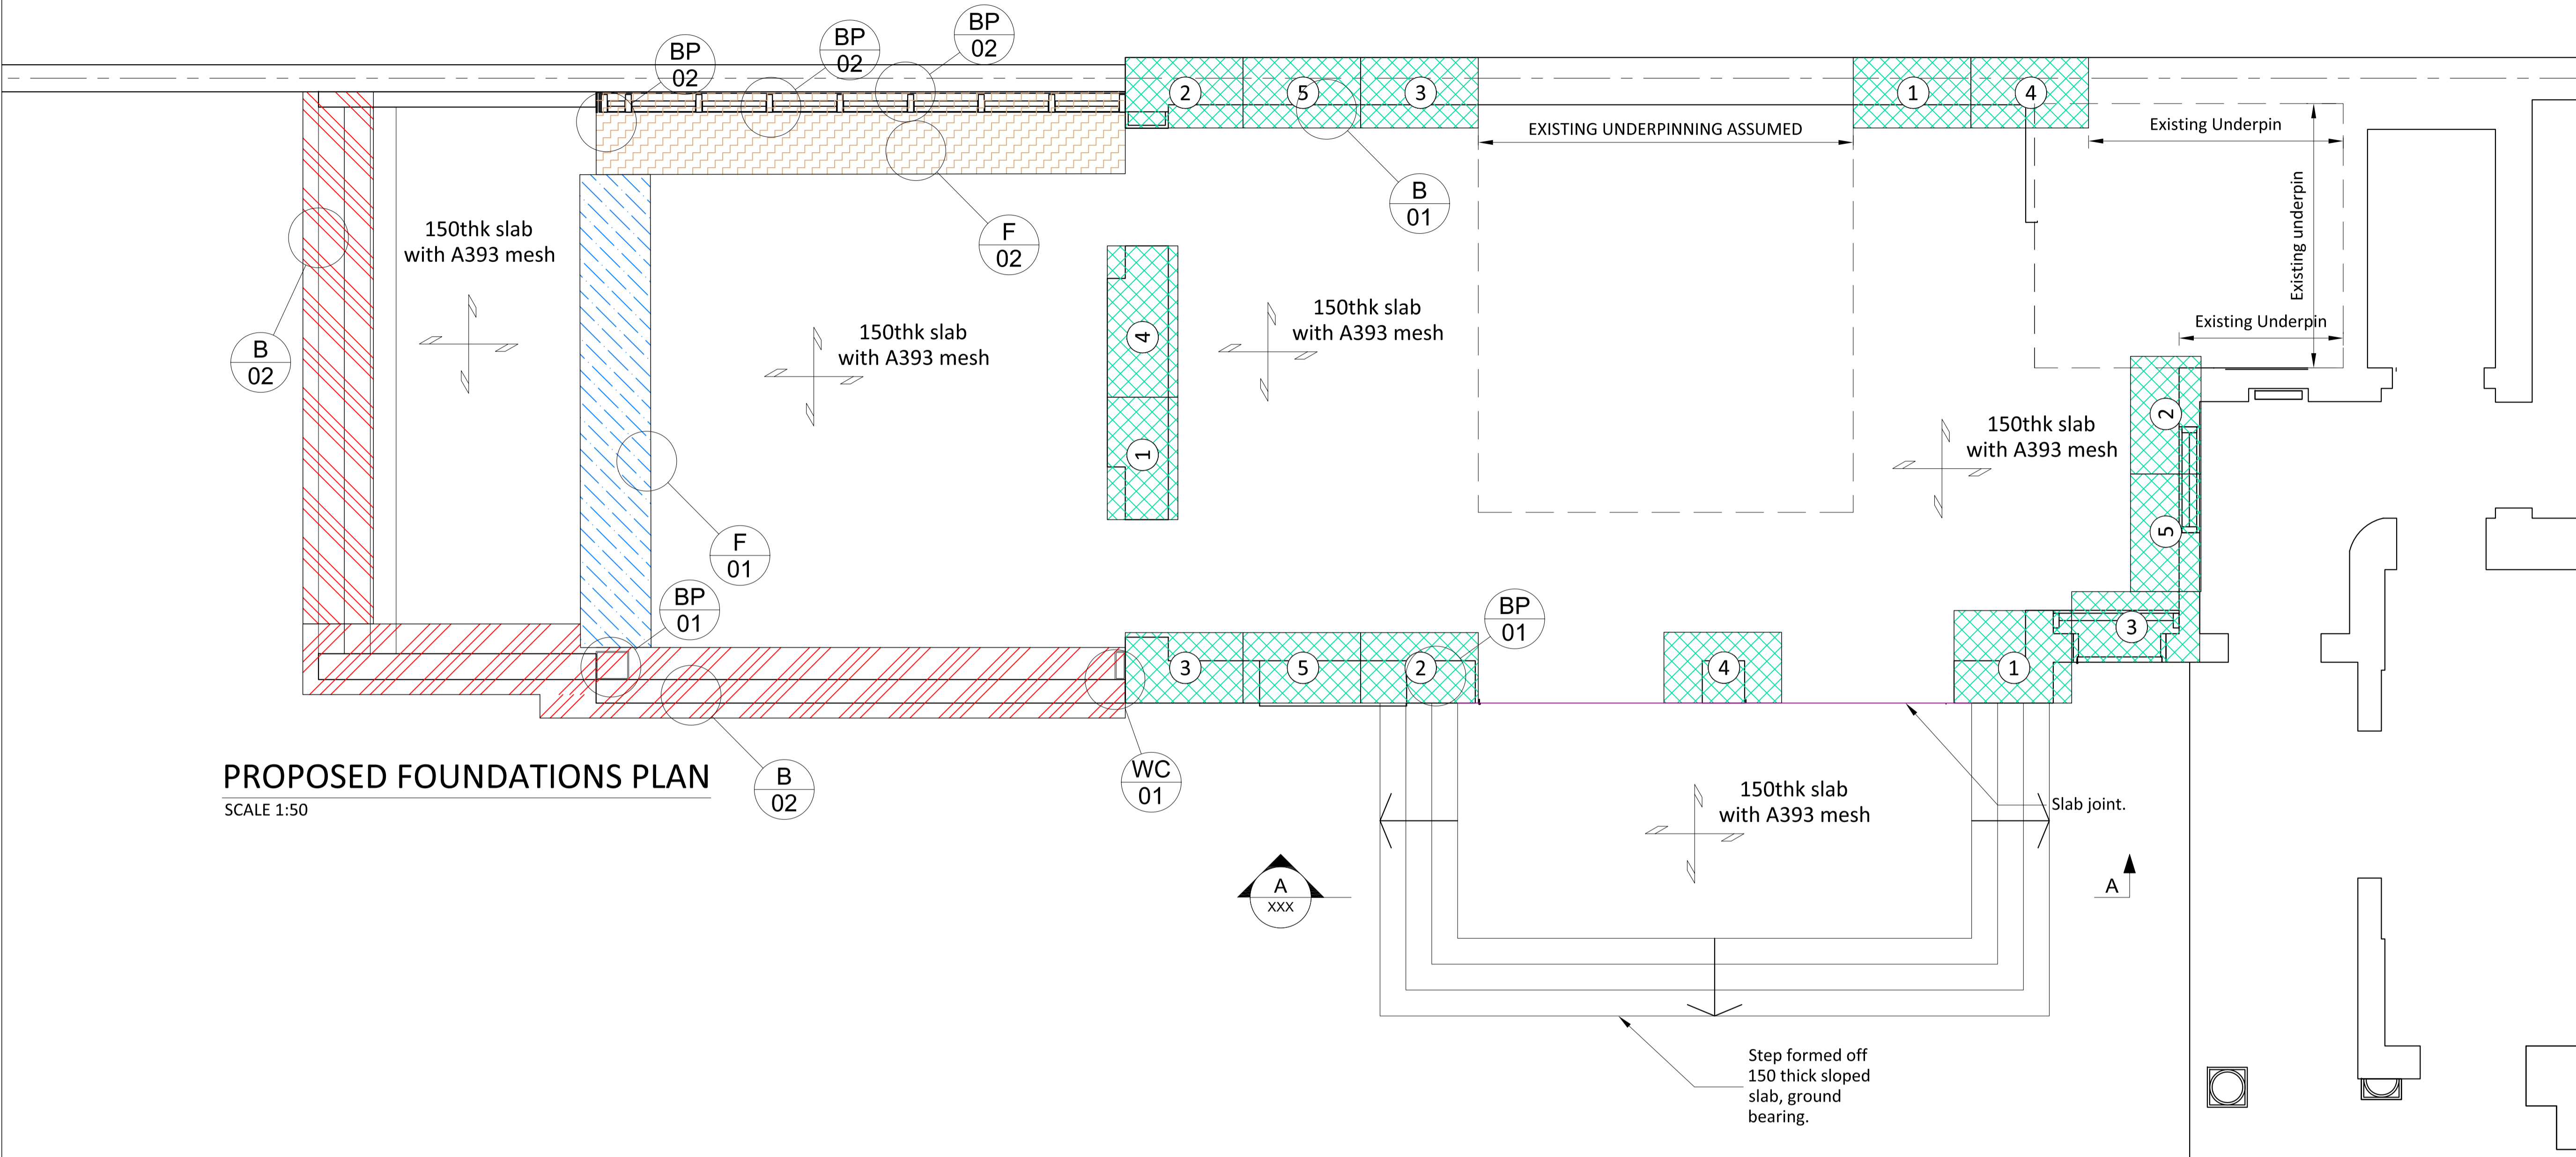 BP
02
BP
02
BP
02
2
5
3
1
4
EXISTING UNDERPINNING ASSUMED
Existing Underpin
B
01
Existing underpin
150thk slab
with A393 mesh
F
02
150thk slab
with A393 mesh
150thk slab
with A393 mesh
Existing Underpin
B
02
4
1
150thk slab
with A393 mesh
2
5
F
01
BP
01
BP
01
3
3
5
2
4
1
PROPOSED FOUNDATIONS PLAN
SCALE 1:50
B
02
WC
01
150thk slab
with A393 mesh
Slab joint.
A
XXX
A
Step formed off
150 thick sloped
slab, ground
bearing.